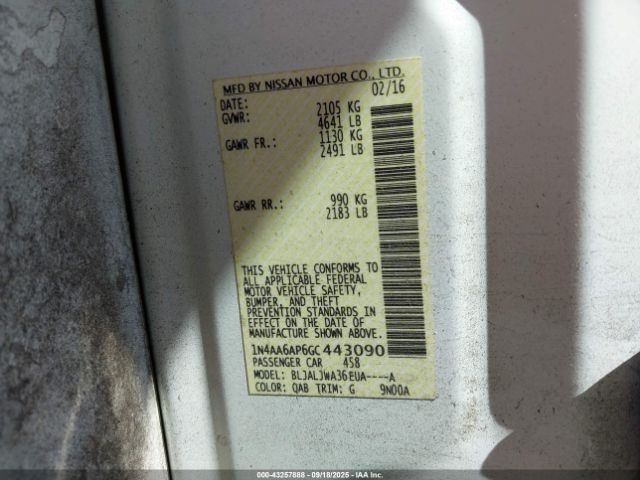 MFD BY NISSAN MOTOR CO., LTD.
DATE: 02/16
GVWR: 2105 KG
4641 LB
GAWR FR.: 1130 KG
2491 LB
GAWR RR.: 990 KG
2183 LB
THIS VEHICLE CONFORMS TO
ALL APPLICABLE FEDERAL
MOTOR VEHICLE SAFETY,
BUMPER, AND THEFT
PREVENTION STANDARDS IN
EFFECT ON THE DATE OF
MANUFACTURE SHOWN ABOVE.
1N4AA6AP6GC443090
PASSENGER CAR 458
MODEL: BLJALJWA36EUA----A
COLOR: QAB TRIM: G 9N00A
000-43257888 - 09/18/2025 - IAA Inc.